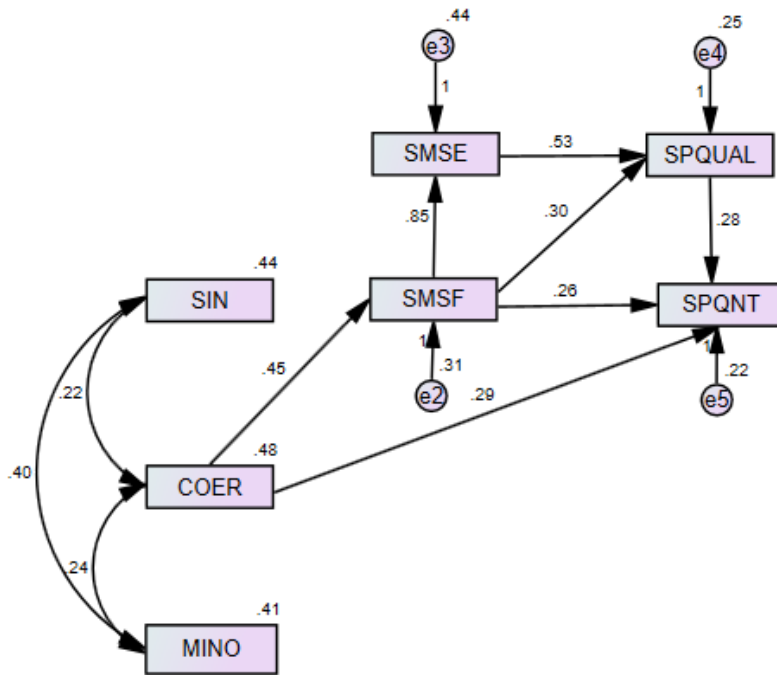 .44
.25
e3
e4
1
1
SMSE
.53
SPQUAL
.85
.30
.28
.44
SIN
SMSF
.26
SPQNT
.45
1
.31
1
.22
.22
e2
.29
e5
.40
.48
COER
.24
.41
MINO